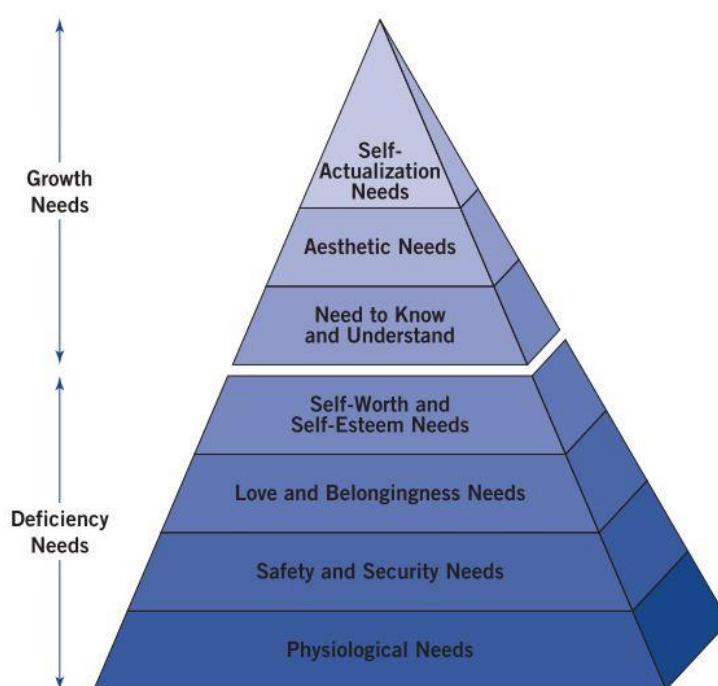 Self-
Actualization
Needs
Growth
Needs
Aesthetic Needs
Need to Know
and Understand
Self-Worth and
Self-Esteem Needs
Love and Belongingness Needs
Deficiency
Needs
Safety and Security Needs
Physiological Needs